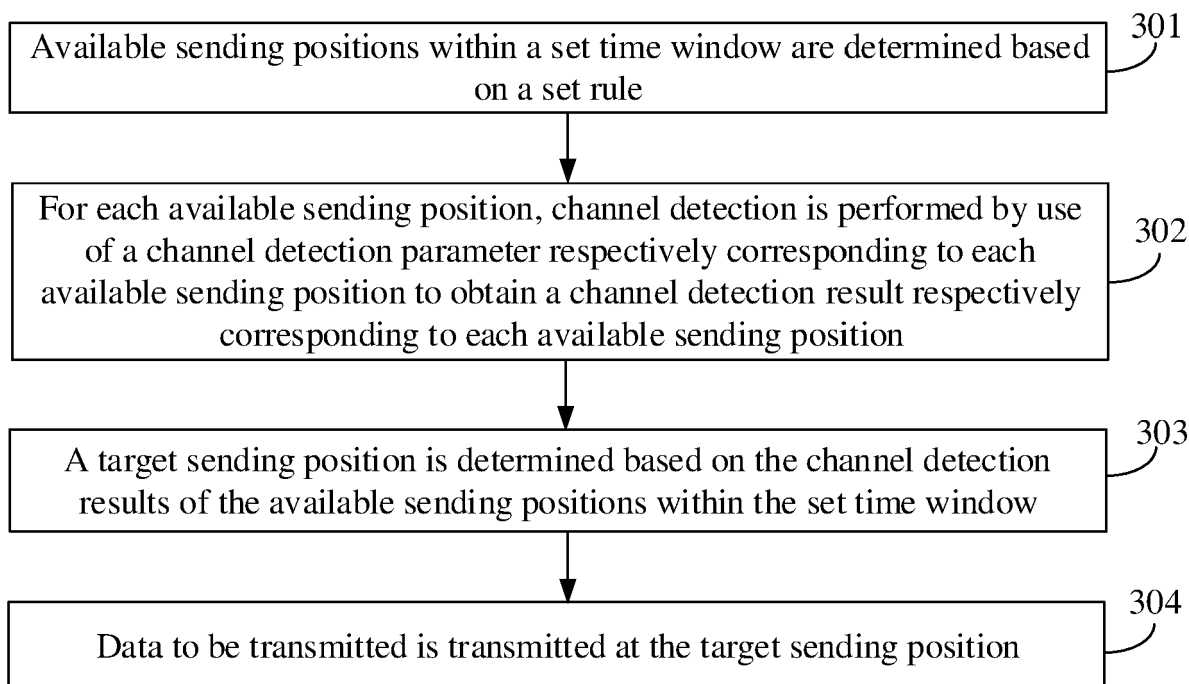 301
Available sending positions within a set time window are determined based
on a set rule
302
For each available sending position, channel detection is performed by use
of a channel detection parameter respectively corresponding to each
available sending position to obtain a channel detection result respectively
corresponding to each available sending position
303
A target sending position is determined based on the channel detection
results of the available sending positions within the set time window
304
Data to be transmitted is transmitted at the target sending position